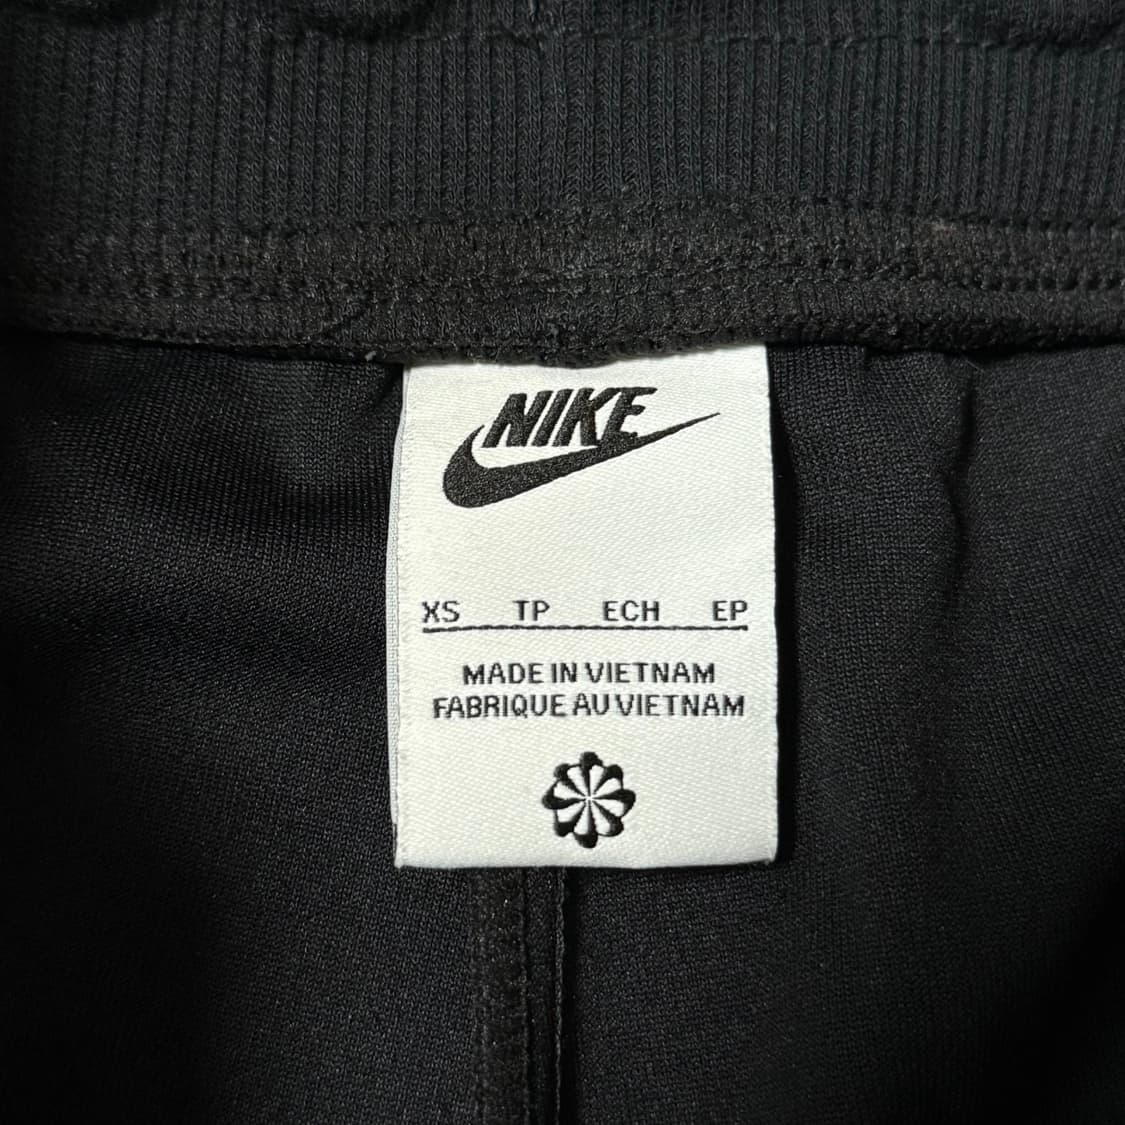 NIKE
XS TP ECH EP
MADE IN VIETNAM
FABRIQUE AU VIETNAM